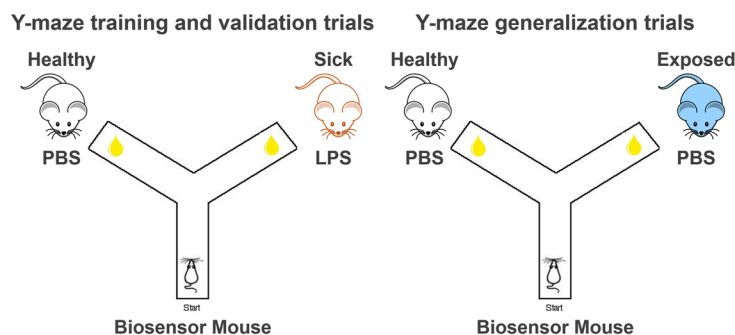 Y-maze training and validation trials
Healthy
Sick
PBS
LPS
Start
Biosensor Mouse
Y-maze generalization trials
Healthy
Exposed
PBS
PBS
Start
Biosensor Mouse